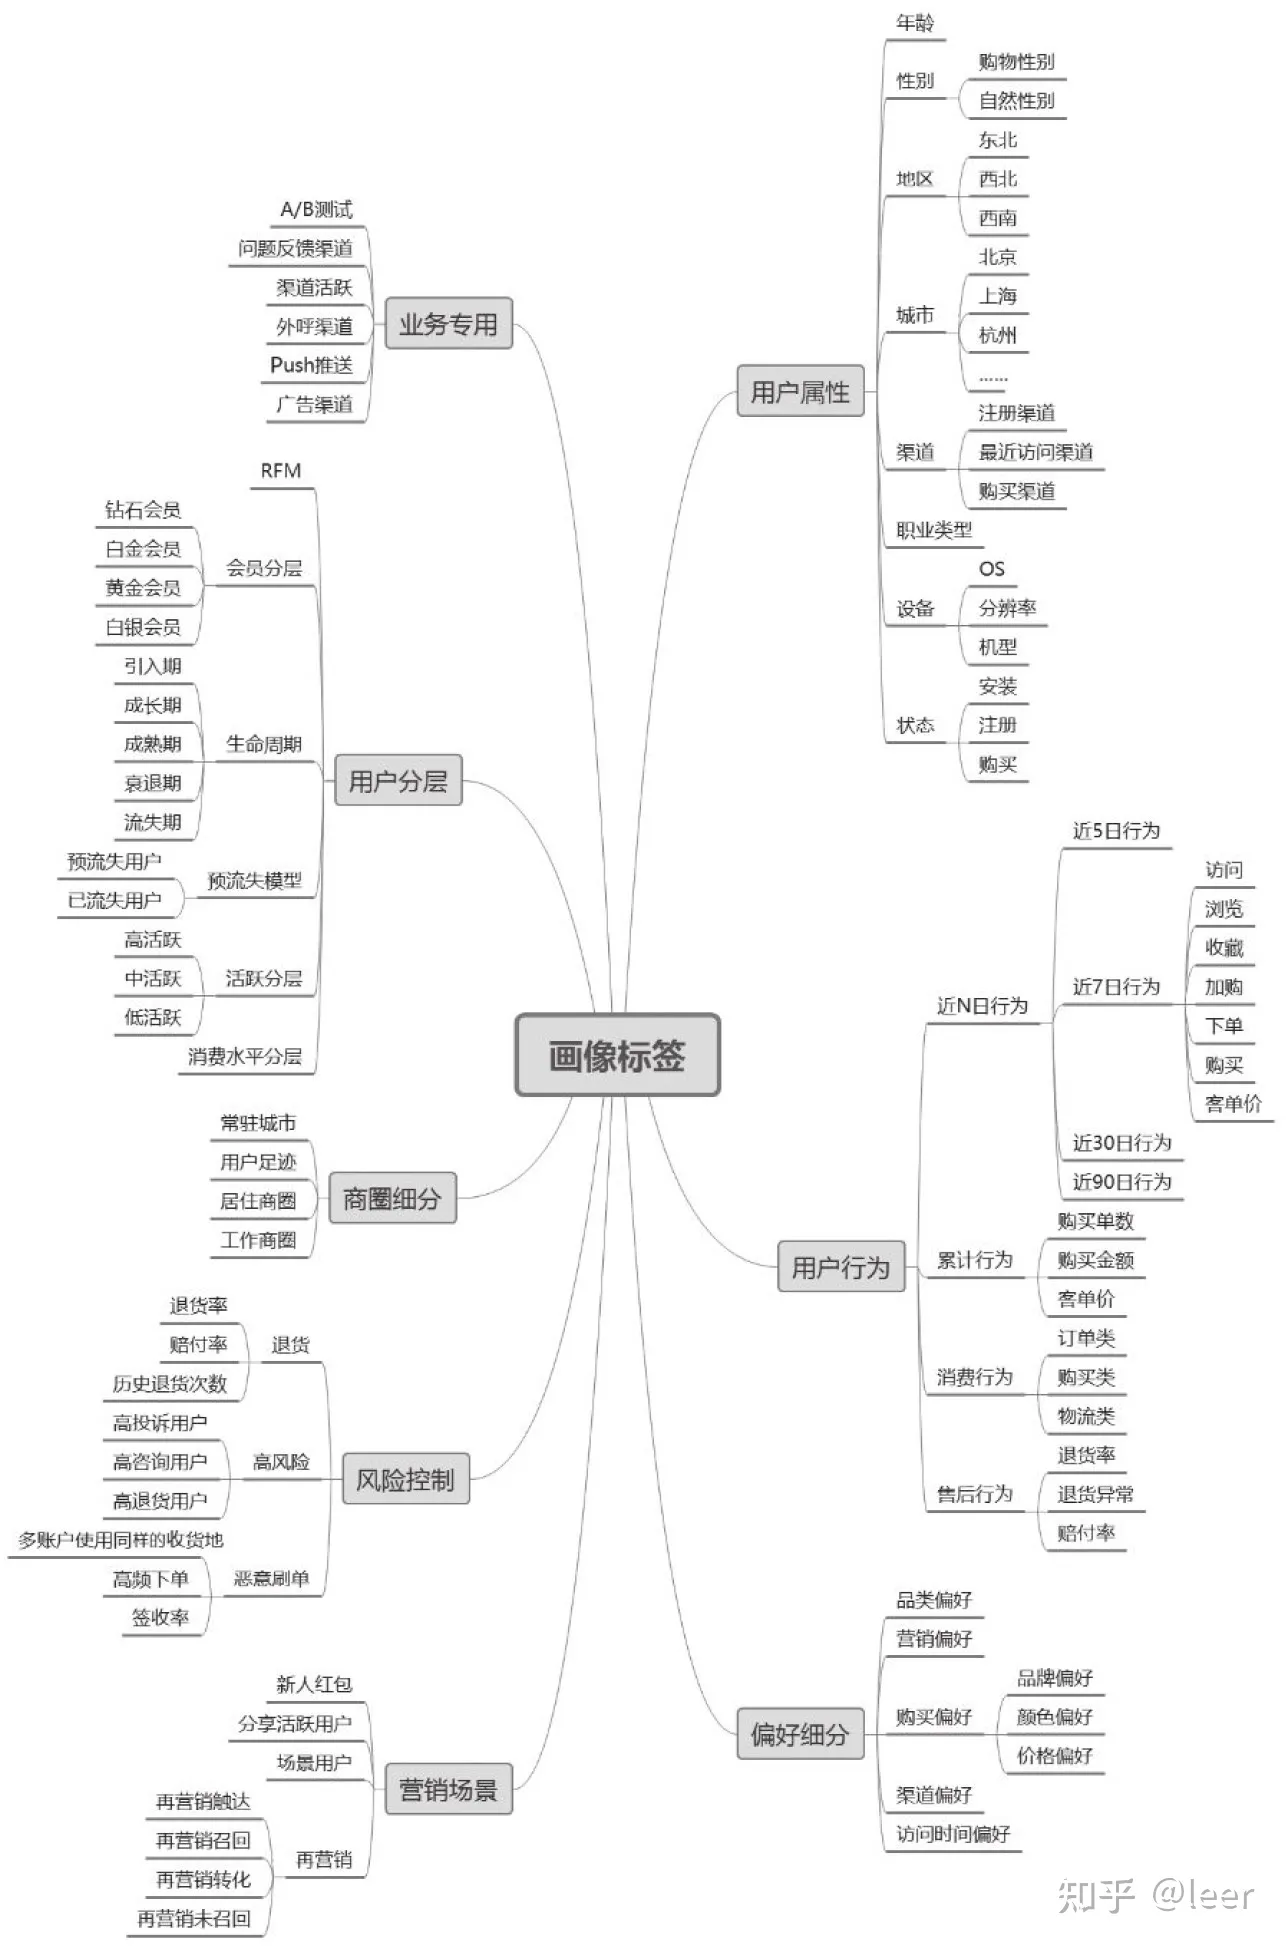 画像标签
用户属性
年龄
性别
购物性别
自然性别
地区
东北
西北
西南
城市
北京
上海
杭州
……
渠道
注册渠道
最近访问渠道
购买渠道
职业类型
设备
OS
分辨率
机型
状态
安装
注册
购买
用户行为
近N日行为
近5日行为
近7日行为
访问
浏览
收藏
加购
下单
购买
客单价
近30日行为
近90日行为
累计行为
购买单数
购买金额
客单价
消费行为
订单类
购买类
物流类
售后行为
退货率
退货异常
赔付率
偏好细分
品类偏好
营销偏好
购买偏好
品牌偏好
颜色偏好
价格偏好
渠道偏好
访问时间偏好
业务专用
A/B测试
问题反馈渠道
渠道活跃
外呼渠道
Push推送
广告渠道
用户分层
RFM
会员分层
钻石会员
白金会员
黄金会员
白银会员
生命周期
引入期
成长期
成熟期
衰退期
流失期
预流失模型
预流失用户
已流失用户
活跃分层
高活跃
中活跃
低活跃
消费水平分层
商圈细分
常驻城市
用户足迹
居住商圈
工作商圈
风险控制
退货
退货率
赔付率
历史退货次数
高风险
高投诉用户
高咨询用户
高退货用户
恶意刷单
多账户使用同样的收货地
高频下单
签收率
营销场景
新人红包
分享活跃用户
场景用户
再营销
再营销触达
再营销召回
再营销转化
再营销未召回
知乎 @leer